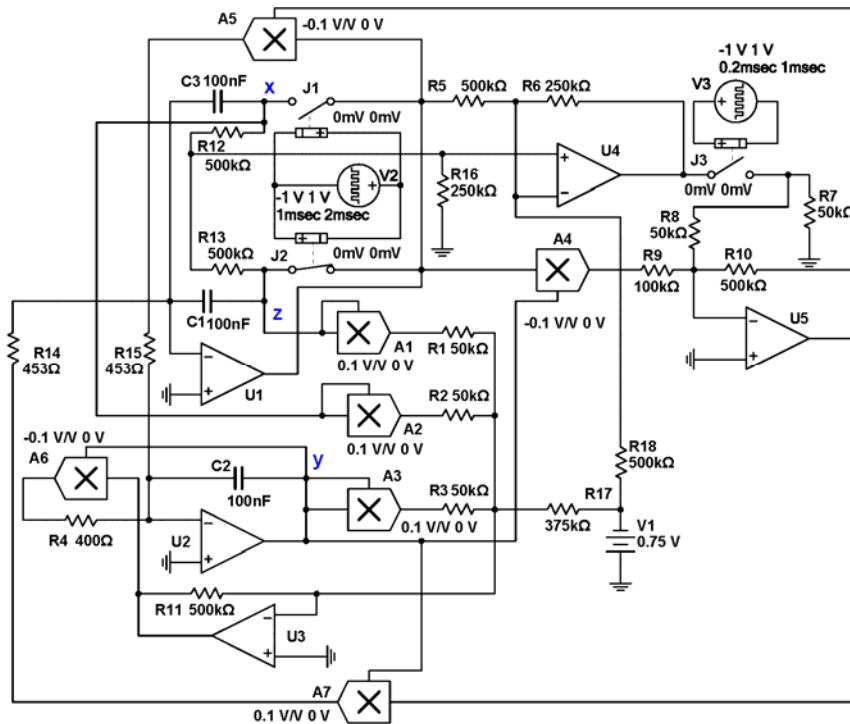 A5
-0.1 V/V 0 V
C3 100nF
x
J1
0mV 0mV
R5
500kΩ
R6 250kΩ
-1 V 1 V
0.2msec 1msec
V3
R12
500kΩ
V2
-1 V 1 V
1msec 2msec
R16
250kΩ
U4
J3
0mV 0mV
R7
50kΩ
R8
50kΩ
R13
500kΩ
J2
0mV 0mV
A4
-0.1 V/V 0 V
R9
100kΩ
R10
500kΩ
U5
C1 100nF
z
R14
453Ω
R15
453Ω
U1
A1
0.1 V/V 0 V
R1 50kΩ
A2
0.1 V/V 0 V
R2 50kΩ
-0.1 V/V 0 V
A6
C2
100nF
y
A3
0.1 V/V 0 V
R3 50kΩ
R18
500kΩ
R17
375kΩ
V1
0.75 V
R4 400Ω
U2
R11 500kΩ
U3
A7
0.1 V/V 0 V